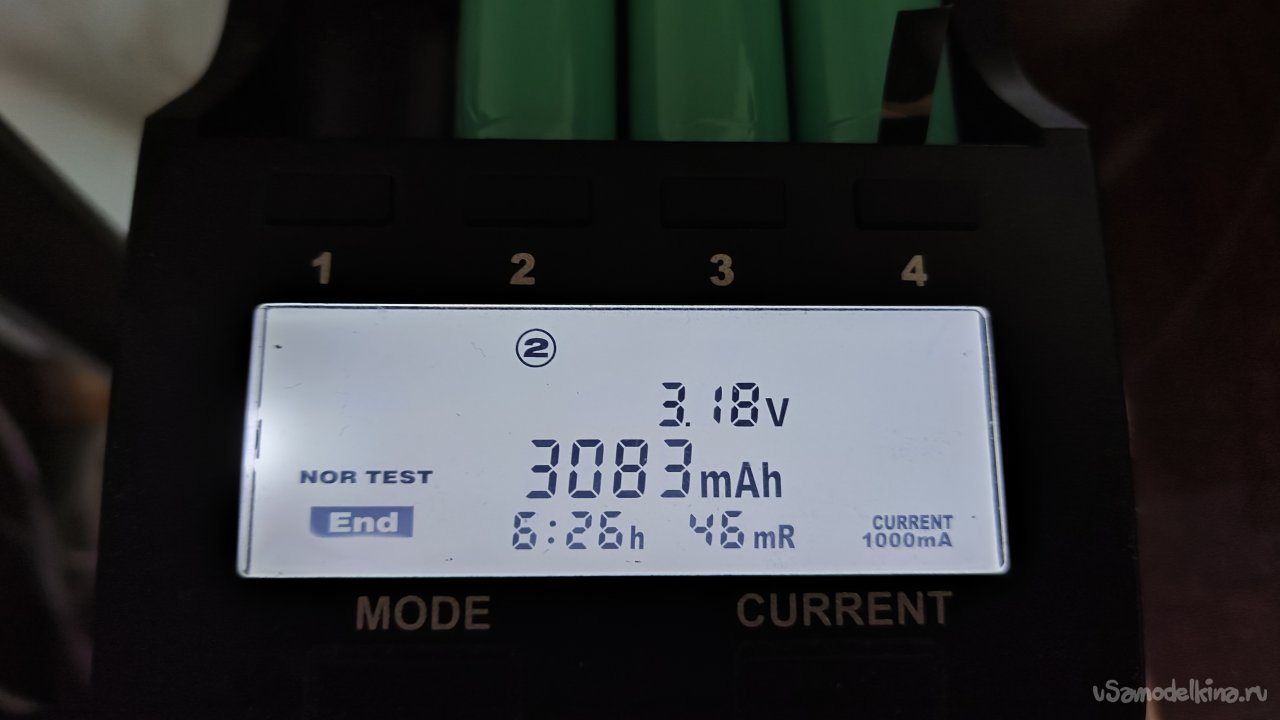 1 2 3 4
②
3.18V
3083mAh
NOR TEST
End
6:26h 46mR
CURRENT
1000mA
MODE CURRENT
vSamodelkina.ru